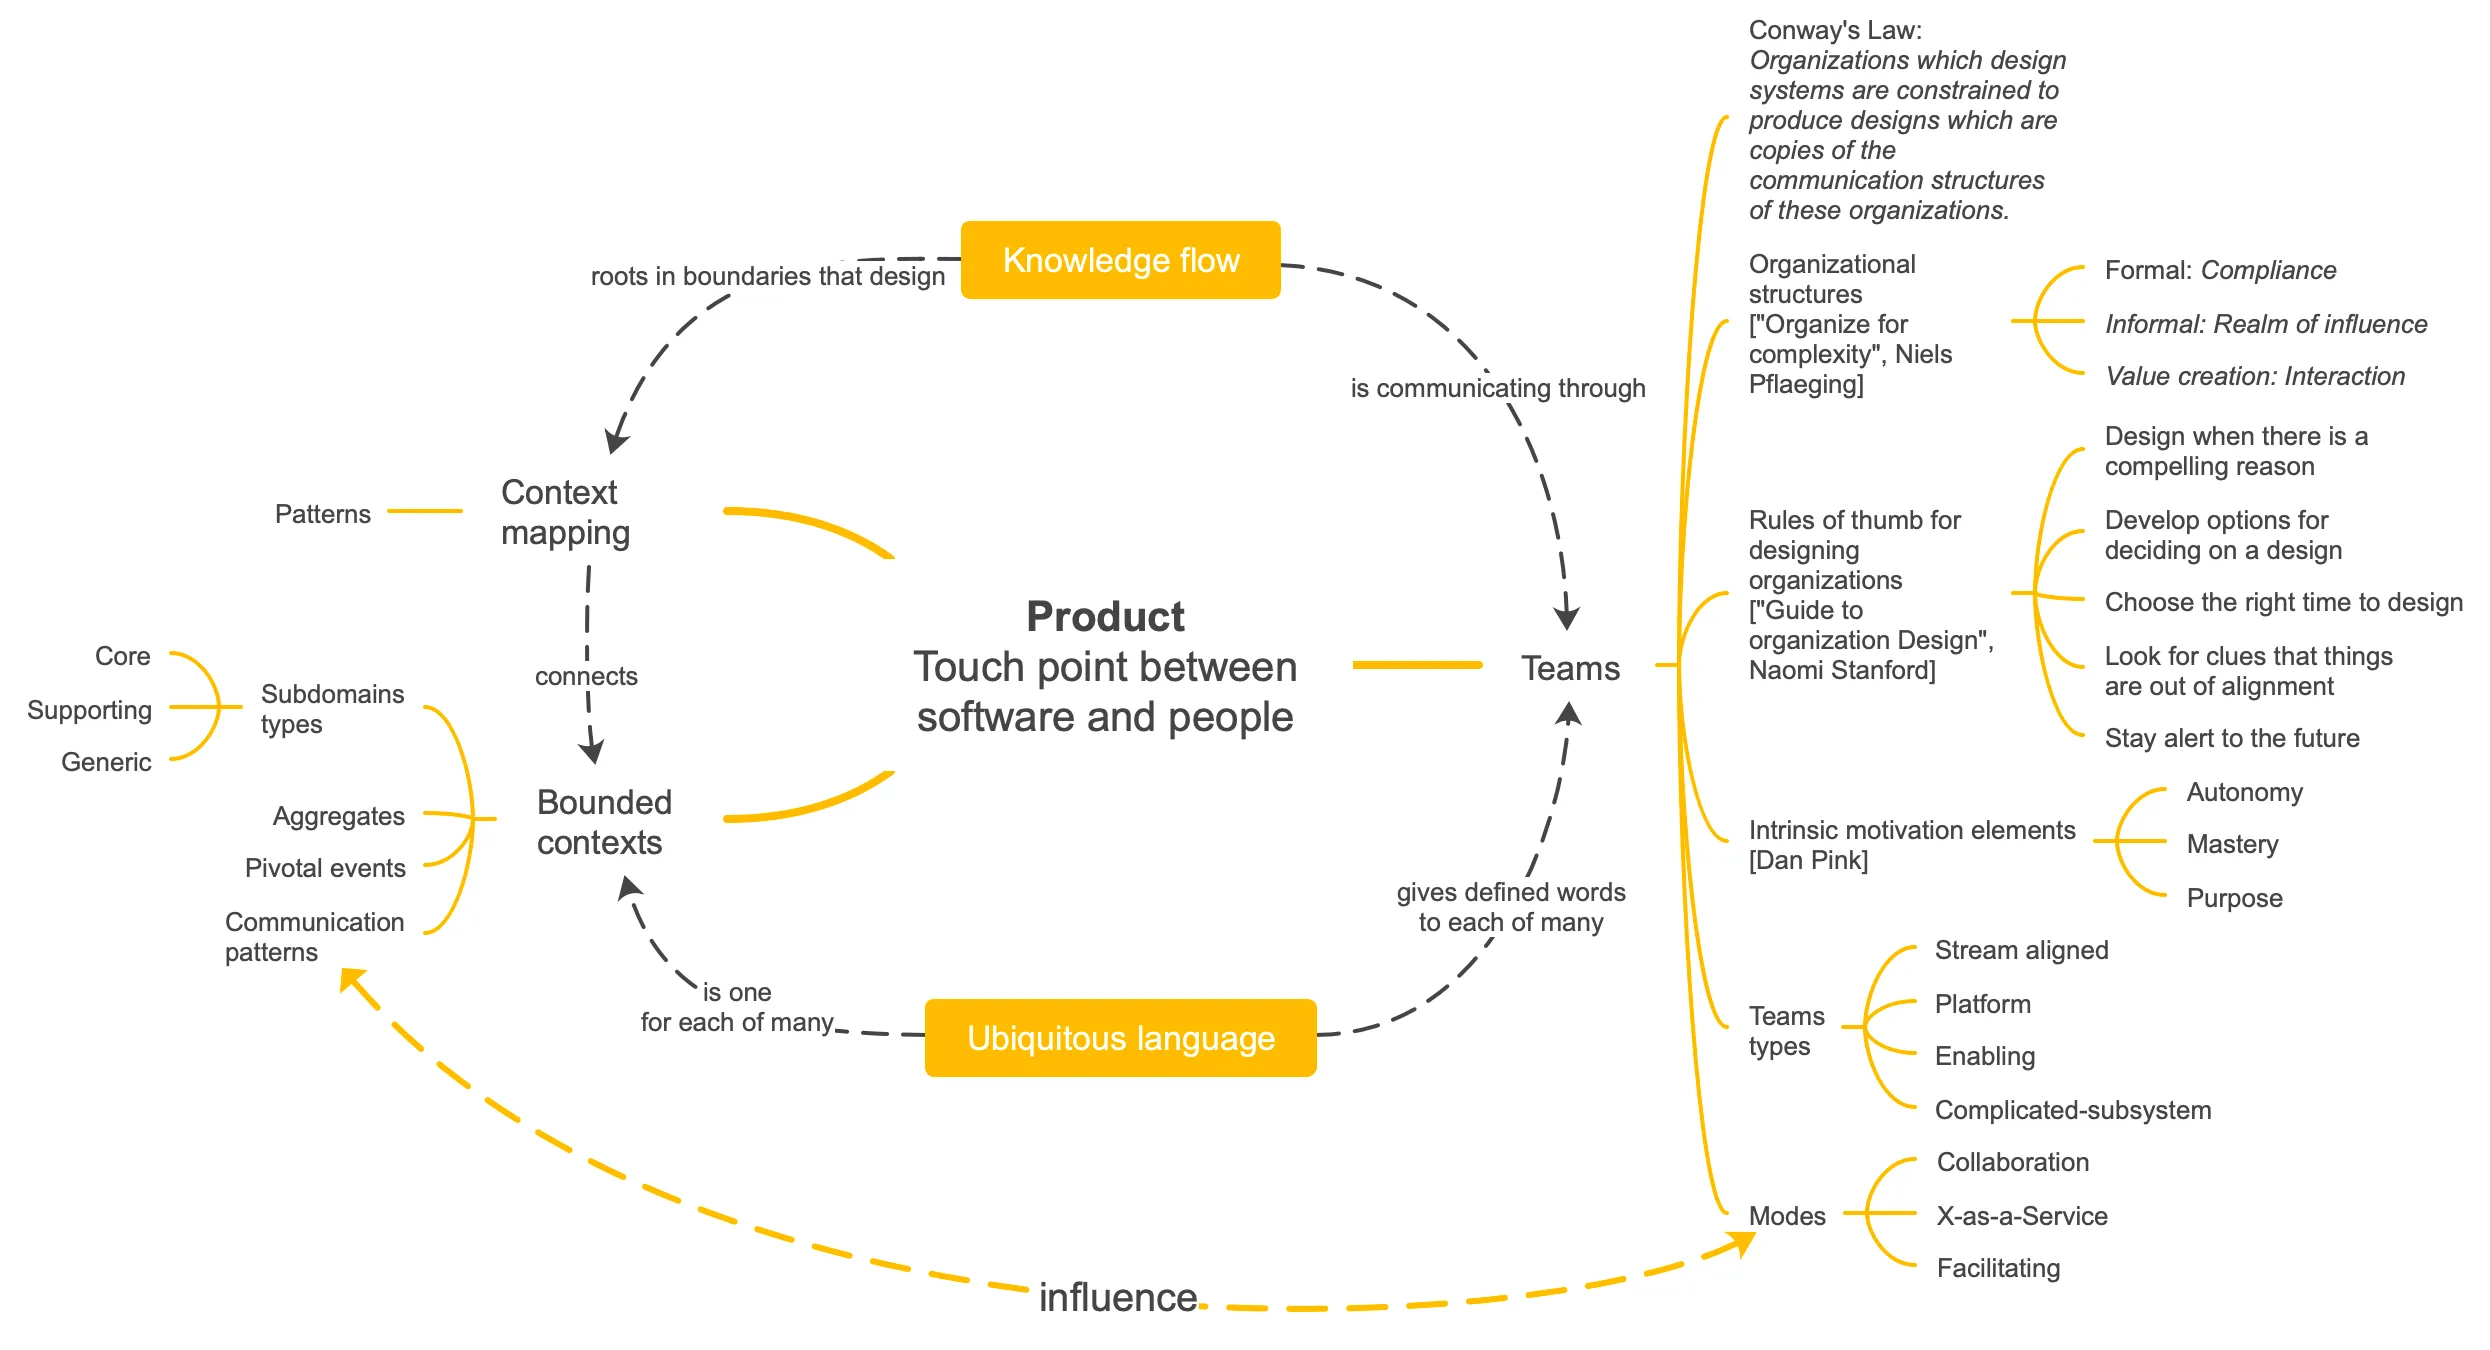 Conway's Law:
Organizations which design
systems are constrained to
produce designs which are
copies of the
communication structures
of these organizations.
Knowledge flow
roots in boundaries that design
is communicating through
Organizational
structures
["Organize for
complexity", Niels
Pflaeging]
Formal: Compliance
Informal: Realm of influence
Value creation: Interaction
Context
mapping
Patterns
connects
Product
Touch point between
software and people
Teams
Rules of thumb for
designing
organizations
["Guide to
organization Design",
Naomi Stanford]
Design when there is a
compelling reason
Develop options for
deciding on a design
Choose the right time to design
Look for clues that things
are out of alignment
Stay alert to the future
Core
Supporting
Generic
Subdomains
types
Aggregates
Pivotal events
Communication
patterns
Bounded
contexts
is one
for each of many
Ubiquitous language
gives defined words
to each of many
Intrinsic motivation elements
[Dan Pink]
Autonomy
Mastery
Purpose
Teams
types
Stream aligned
Platform
Enabling
Complicated-subsystem
Modes
Collaboration
X-as-a-Service
Facilitating
influence